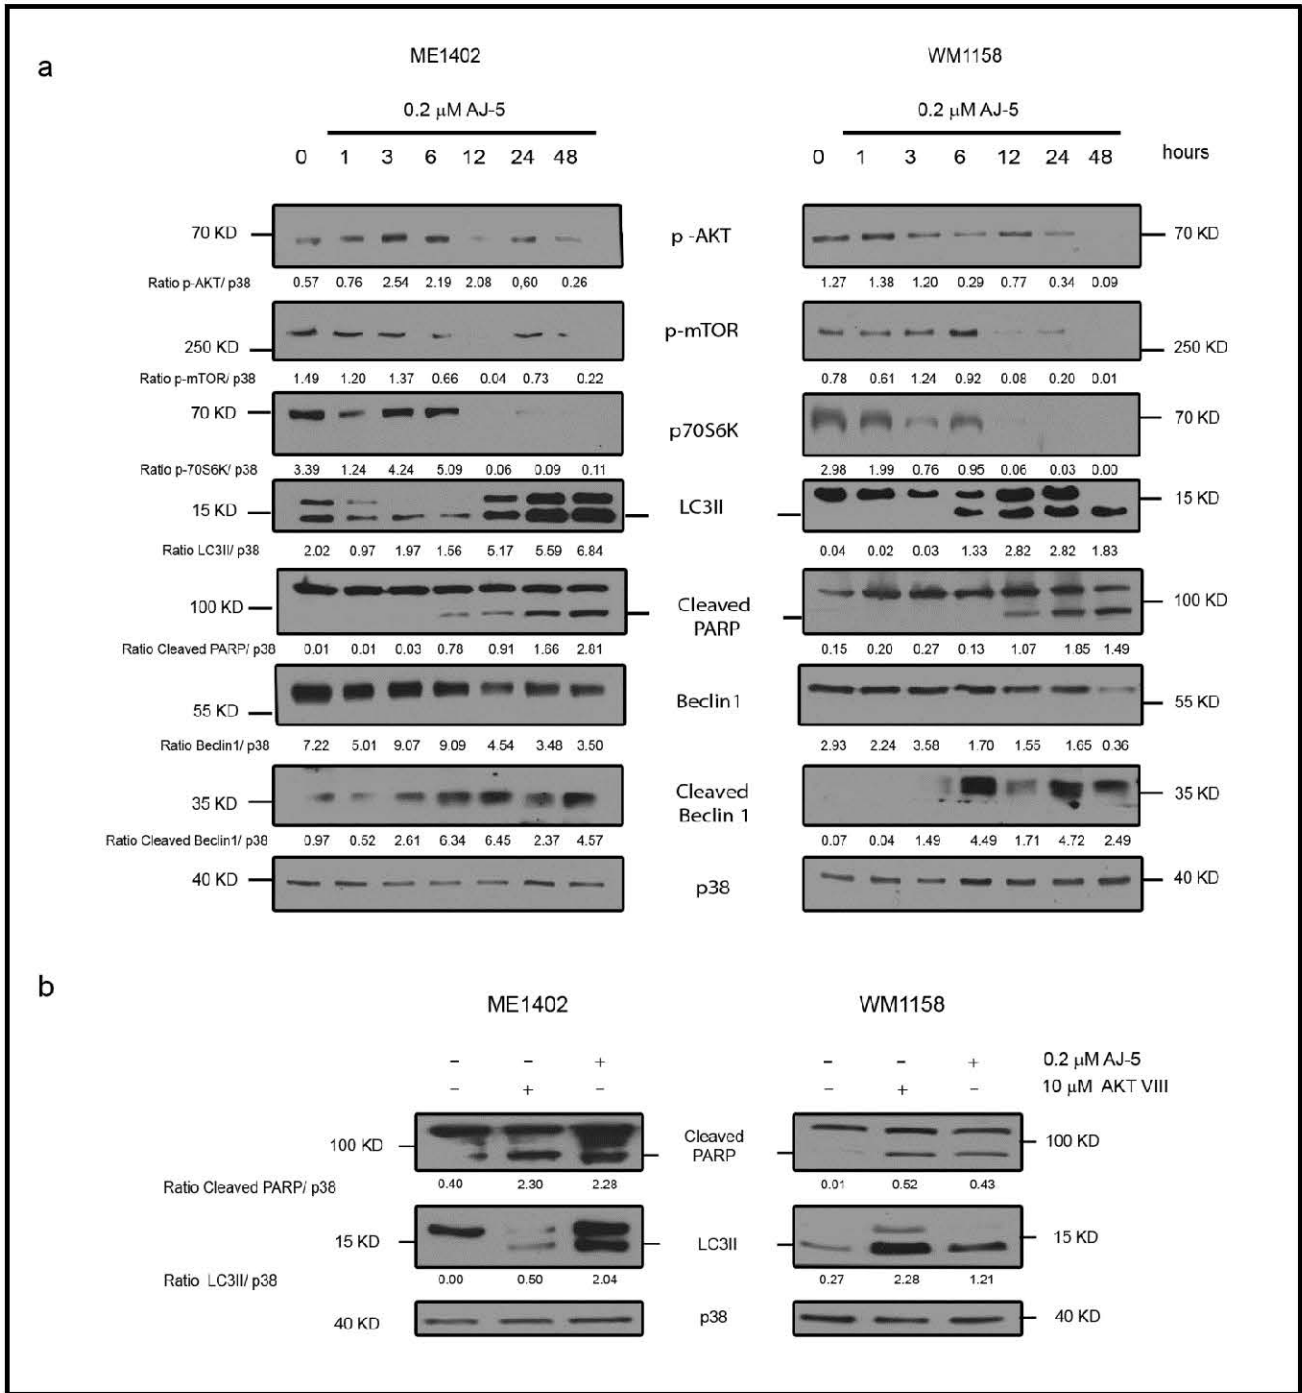 a
ME1402 WM1158
0.2 μM AJ-5 0.2 μM AJ-5
0 1 3 6 12 24 48 0 1 3 6 12 24 48 hours
70 KD p -AKT 70 KD
Ratio p-AKT/ p38 0.57 0.76 2.54 2.19 2.08 0,60 0.26 1.27 1.38 1.20 0.29 0.77 0.34 0.09
250 KD p-mTOR 250 KD
Ratio p-mTOR/ p38 1.49 1.20 1.37 0.66 0.04 0.73 0.22 0.78 0.61 1.24 0.92 0.08 0.20 0.01
70 KD p70S6K 70 KD
Ratio p-70S6K/ p38 3.39 1.24 4.24 5.09 0.06 0.09 0.11 2.98 1.99 0.76 0.95 0.06 0.03 0.00
15 KD LC3II 15 KD
Ratio LC3II/ p38 2.02 0.97 1.97 1.56 5.17 5.59 6.84 0.04 0.02 0.03 1.33 2.82 2.82 1.83
100 KD Cleaved 100 KD
PARP
Ratio Cleaved PARP/ p38 0.01 0.01 0.03 0.78 0.91 1.66 2.81 0.15 0.20 0.27 0.13 1.07 1.85 1.49
55 KD Beclin1 55 KD
Ratio Beclin1/ p38 7.22 5.01 9.07 9.09 4.54 3.48 3.50 2.93 2.24 3.58 1.70 1.55 1.65 0.36
35 KD Cleaved 35 KD
Beclin 1
Ratio Cleaved Beclin1/ p38 0.97 0.52 2.61 6.34 6.45 2.37 4.57 0.07 0.04 1.49 4.49 1.71 4.72 2.49
40 KD p38 40 KD
b
ME1402 WM1158
– – + – – + 0.2 μM AJ-5
– + – – + – 10 μM AKT VIII
100 KD Cleaved 100 KD
PARP
Ratio Cleaved PARP/ p38 0.40 2.30 2.28 0.01 0.52 0.43
15 KD LC3II 15 KD
Ratio LC3II/ p38 0.00 0.50 2.04 0.27 2.28 1.21
40 KD p38 40 KD